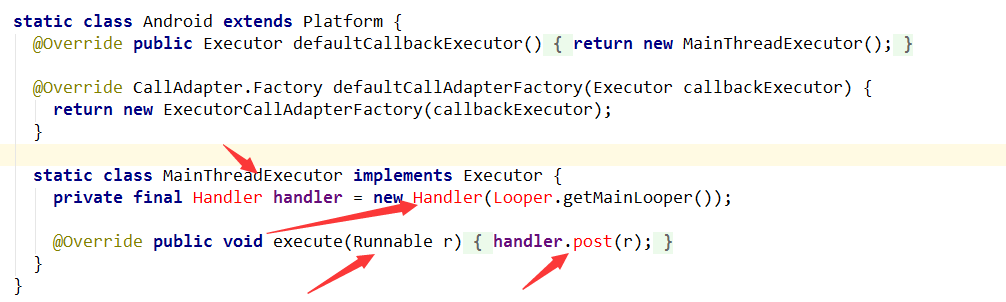 static class Android extends Platform {
@Override public Executor defaultCallbackExecutor() { return new MainThreadExecutor(); }
@Override CallAdapter.Factory defaultCallAdapterFactory(Executor callbackExecutor) {
return new ExecutorCallAdapterFactory(callbackExecutor);
}
static class MainThreadExecutor implements Executor {
private final Handler handler = new Handler(Looper.getMainLooper());
@Override public void execute(Runnable r) { handler.post(r); }
}
}